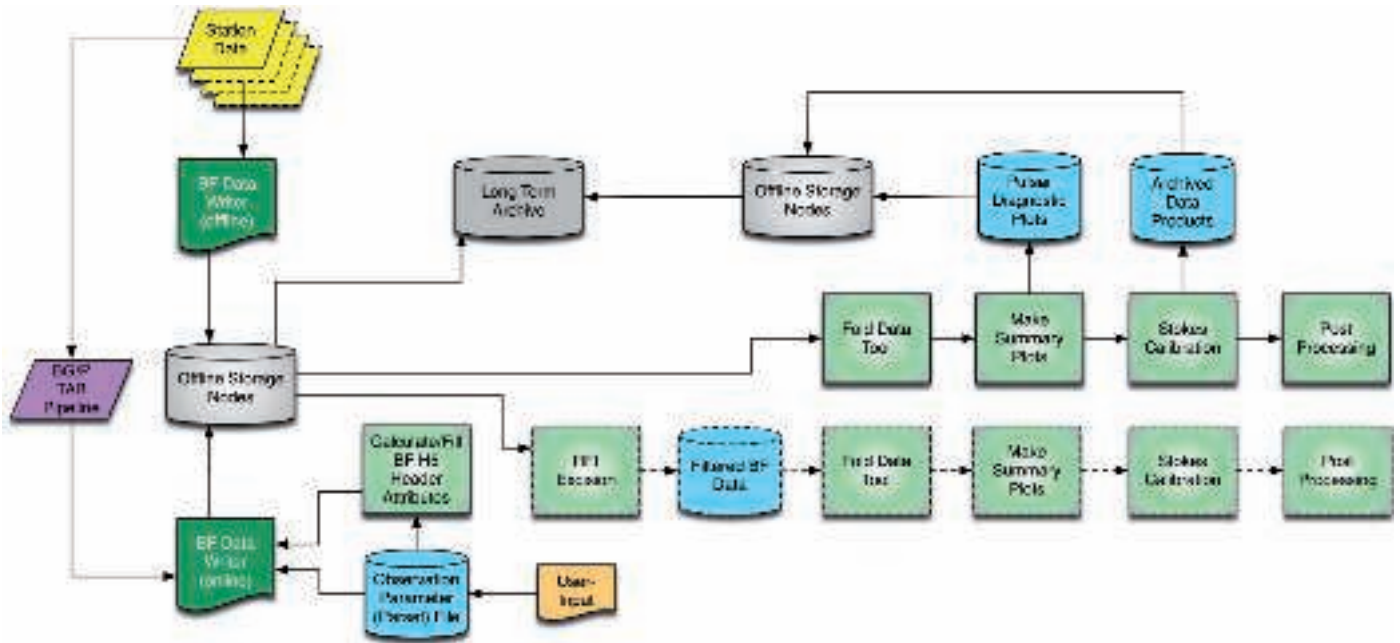 Station
Data
BF Data
Writer
(offline)
Long Term
Archive
Offline Storage
Nodes
Pulsar
Diagnostic
Plots
Archived
Data
Products
Fold Data
Tool
Make
Summary
Plots
Stokes
Calibration
Post
Processing
BG/P
TAB
Pipeline
Offline Storage
Nodes
Calculate/Fill
BF H5
Header
Attributes
RFI
Excision
Filtered BF
Data
Fold Data
Tool
Make
Summary
Plots
Stokes
Calibration
Post
Processing
BF Data
Writer
(online)
Observation
Parameter
(Parset) File
User-
Input